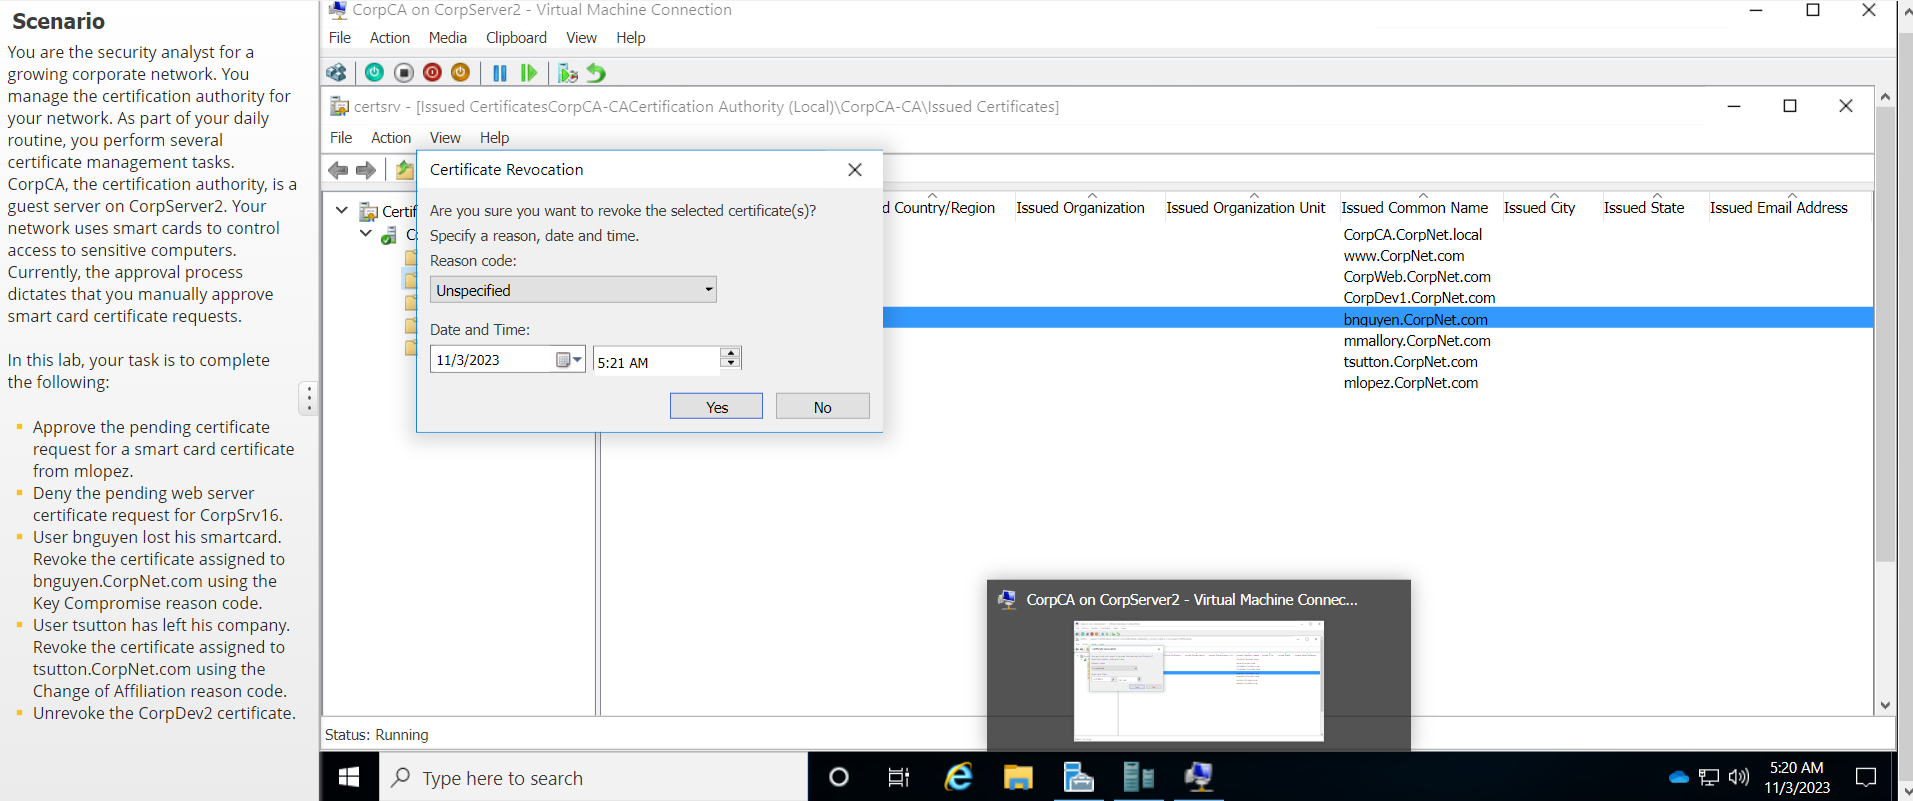 Scenario
You are the security analyst for a
growing corporate network. You
manage the certification authority for
your network. As part of your daily
routine, you perform several
certificate management tasks.
CorpCA, the certification authority, is a
guest server on CorpServer2. Your
network uses smart cards to control
access to sensitive computers.
Currently, the approval process
dictates that you manually approve
smart card certificate requests.
In this lab, your task is to complete
the following:
Approve the pending certificate
request for a smart card certificate
from mlopez.
Deny the pending web server
certificate request for CorpSrv16.
User bnguyen lost his smartcard.
Revoke the certificate assigned to
bnguyen.CorpNet.com using the
Key Compromise reason code.
User tsutton has left his company.
Revoke the certificate assigned to
tsutton.CorpNet.com using the
Change of Affiliation reason code.
Unrevoke the CorpDev2 certificate.
CorpCA on CorpServer2 - Virtual Machine Connection
File Action Media Clipboard View Help
certsrv - [Issued CertificatesCorpCA-CACertification Authority (Local)\CorpCA-CA\Issued Certificates]
File Action View Help
Certif
C
Certificate Revocation
Are you sure you want to revoke the selected certificate(s)?
Specify a reason, date and time.
Reason code:
Unspecified
Date and Time:
11/3/2023 5:21 AM
Yes No
d Country/Region Issued Organization Issued Organization Unit Issued Common Name Issued City Issued State Issued Email Address
CorpCA.CorpNet.local
www.CorpNet.com
CorpWeb.CorpNet.com
CorpDev1.CorpNet.com
bnguyen.CorpNet.com
mmallory.CorpNet.com
tsutton.CorpNet.com
mlopez.CorpNet.com
CorpCA on CorpServer2 - Virtual Machine Connec...
Status: Running
Type here to search
5:20 AM
11/3/2023